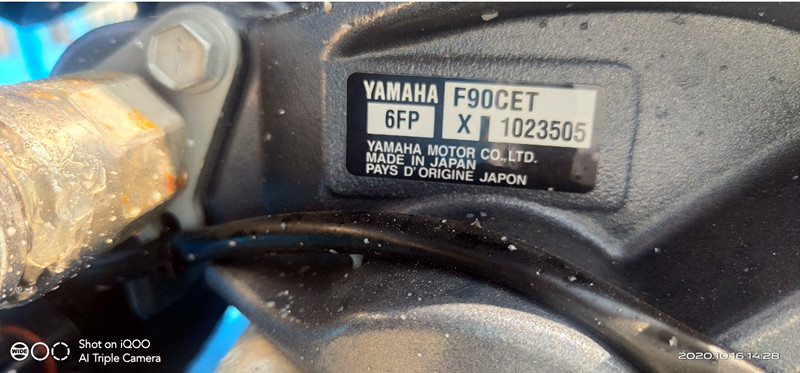 YAMAHA F90CET
6FP X 1023505
YAMAHA MOTOR CO.,LTD.
MADE IN JAPAN
PAYS D'ORIGINE JAPON
WIDE
Shot on iQOO
AI Triple Camera
2020.10.16 14:28